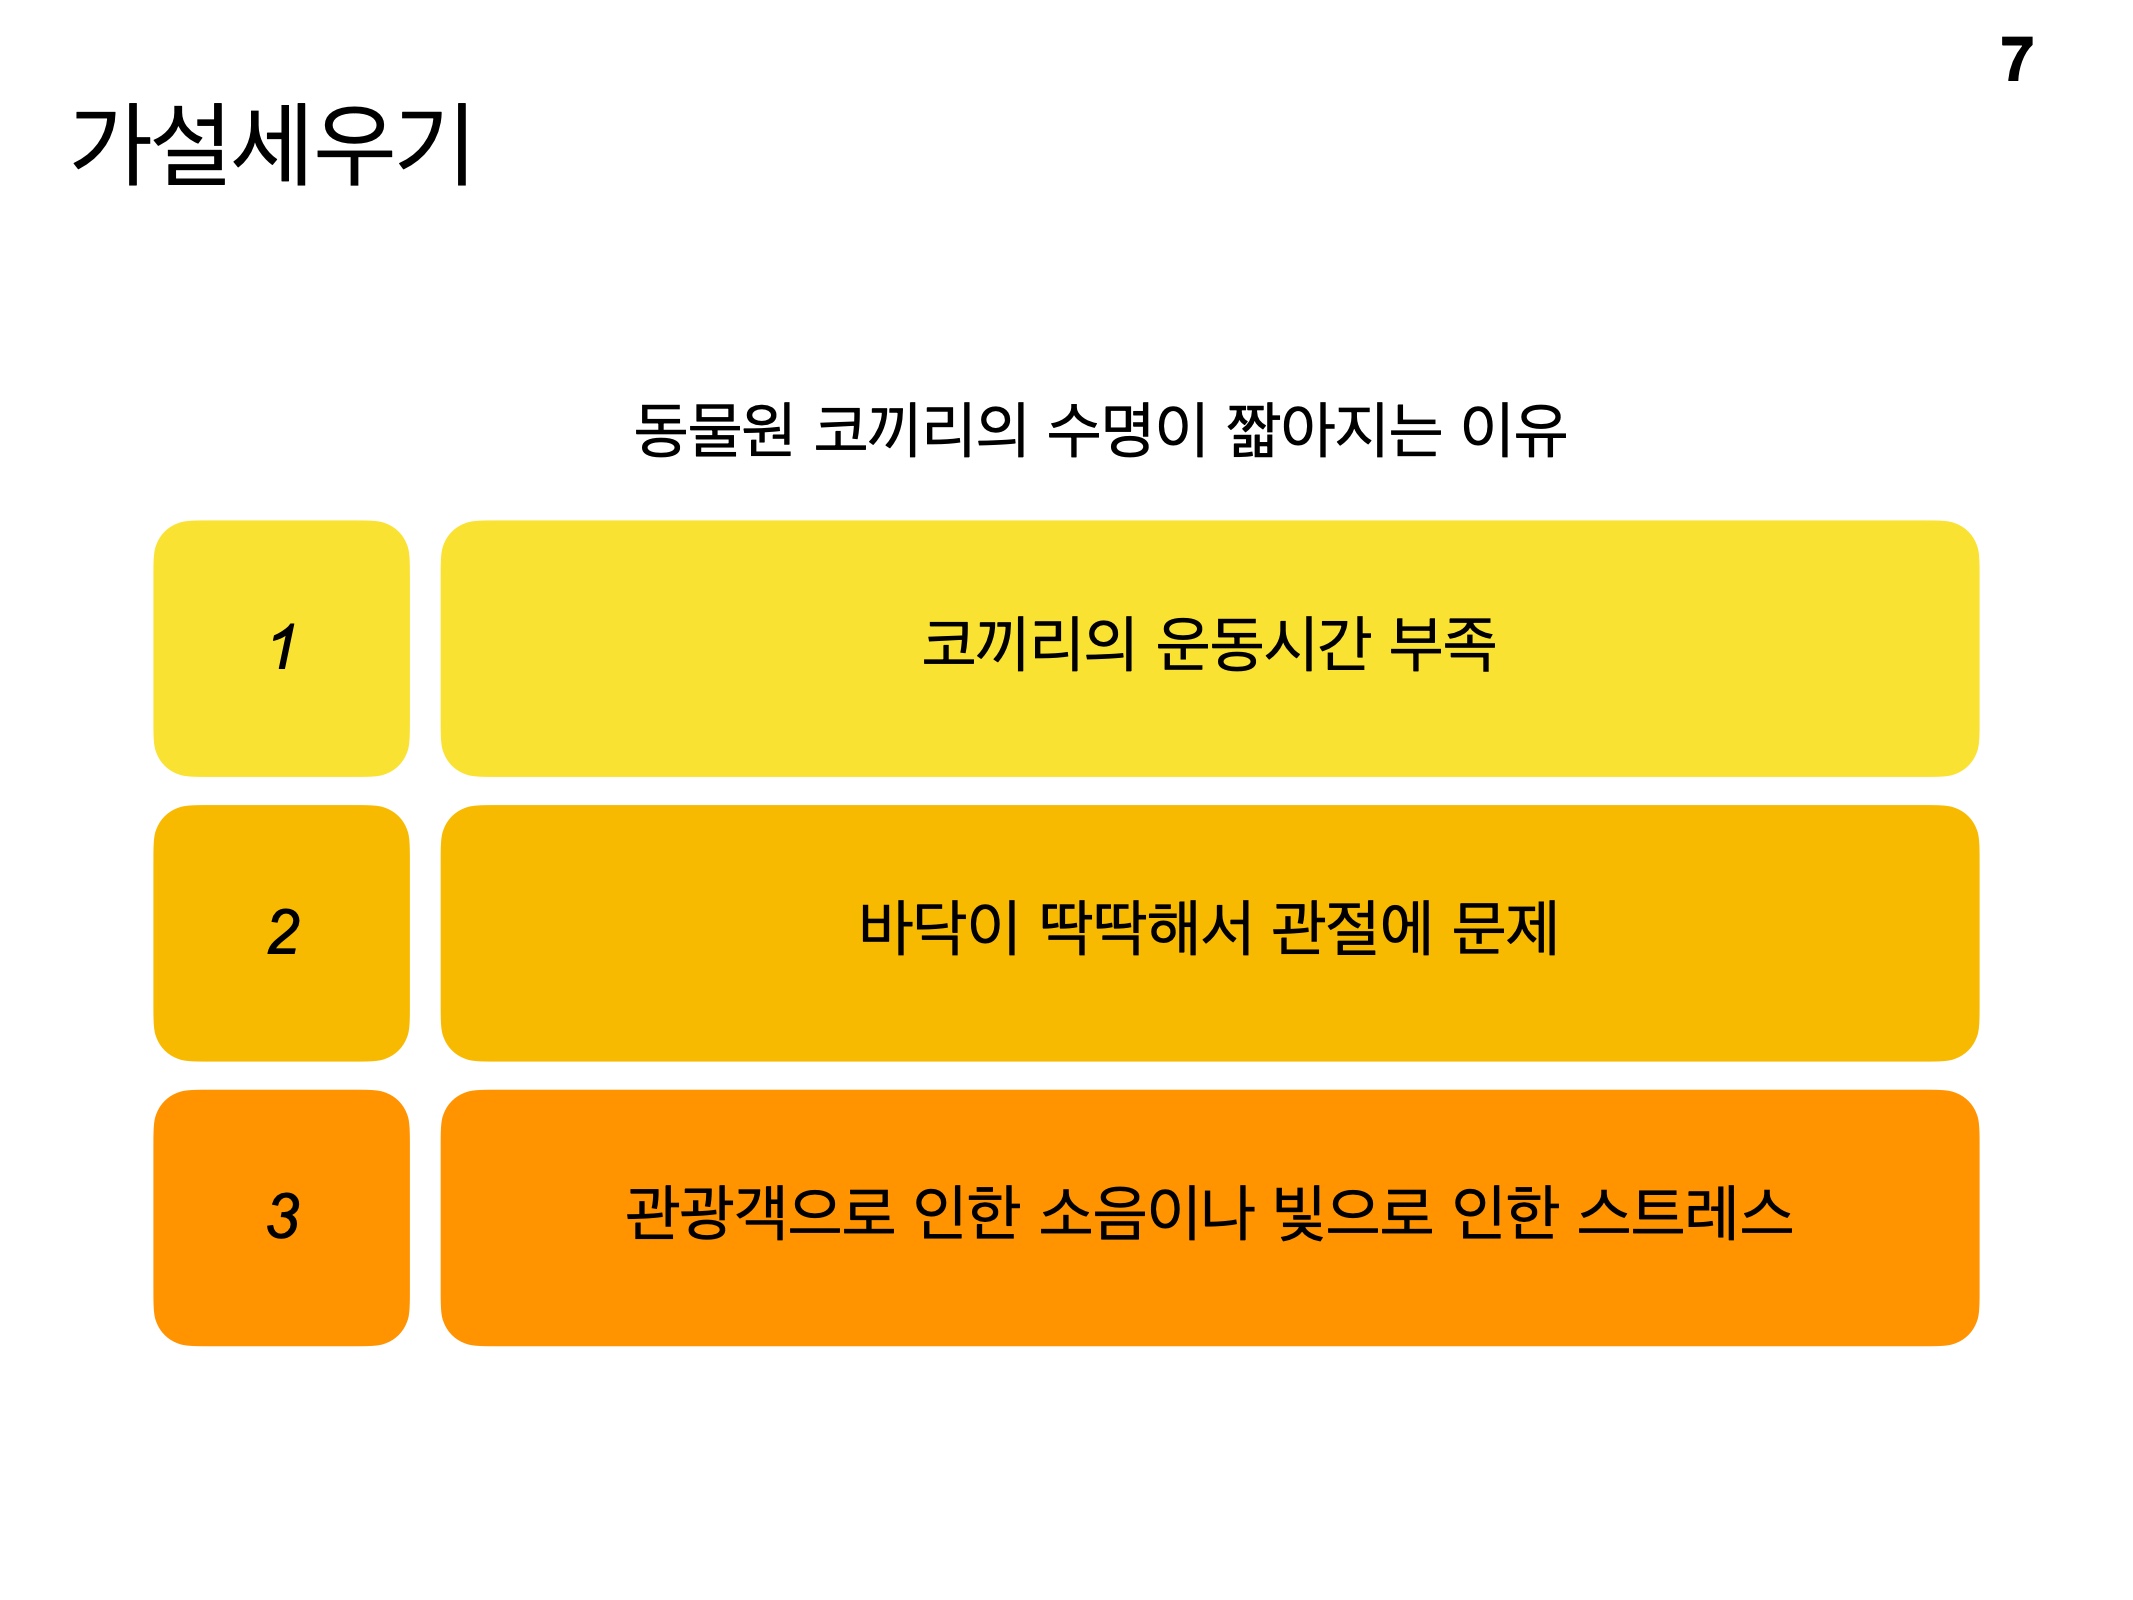 7
가설세우기
동물원 코끼리의 수명이 짧아지는 이유
1
코끼리의 운동시간 부족
2
바닥이 딱딱해서 관절에 문제
3
관광객으로 인한 소음이나 빛으로 인한 스트레스